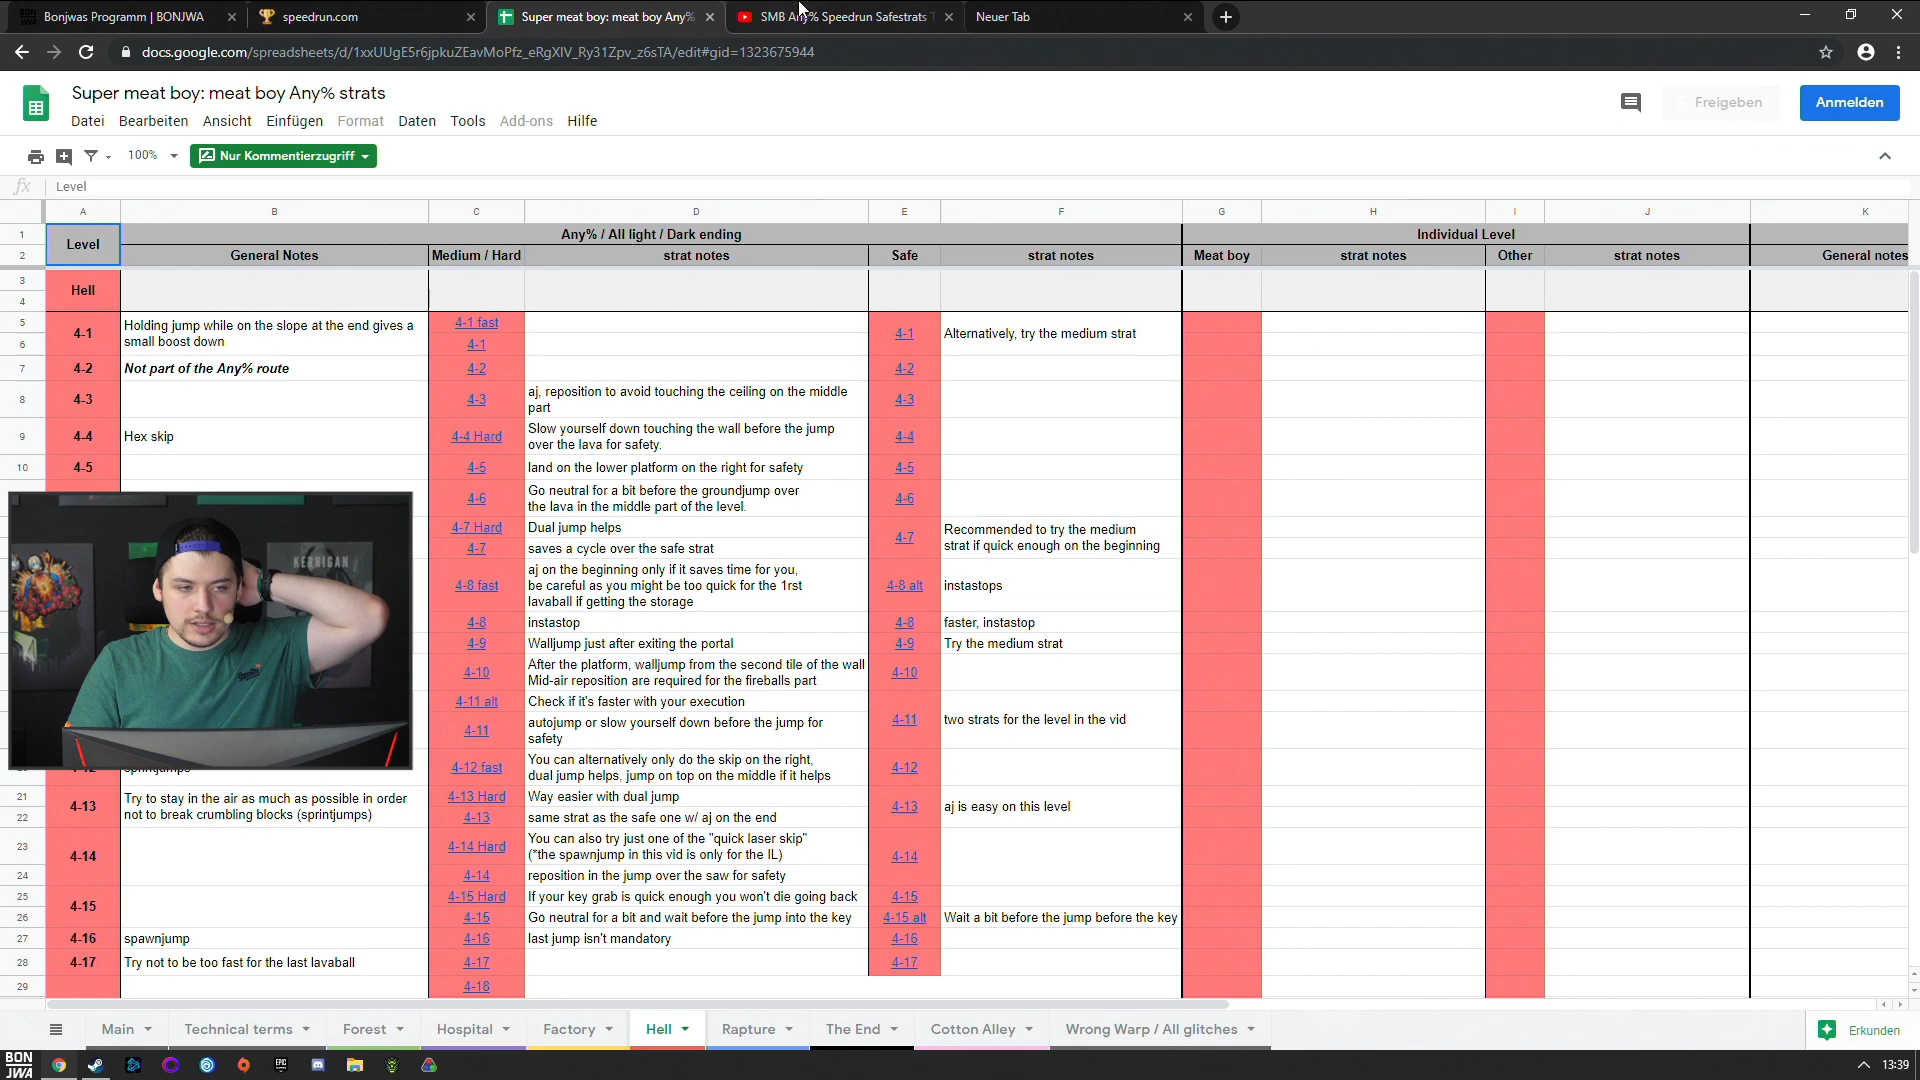 Bonjwas Programm | BONJWA
speedrun.com
Super meat boy: meat boy Any%
SMB Any% Speedrun Safestrats
Neuer Tab
docs.google.com/spreadsheets/d/1xxUUgE5r6jpkuZEavMoPfz_eRgXlV_Ry31Zpv_z6sTA/edit#gid=1323675944
Super meat boy: meat boy Any% strats
Datei Bearbeiten Ansicht Einfügen Format Daten Tools Add-ons Hilfe
Freigeben
Anmelden
100%
Nur Kommentierzugriff
fx Level
A B C D E F G H I J K
1 Level Any% / All light / Dark ending Individual Level
2 General Notes Medium / Hard strat notes Safe strat notes Meat boy strat notes Other strat notes General notes
3
Hell
4
5 4-1 fast
4-1 Holding jump while on the slope at the end gives a small boost down 4-1 Alternatively, try the medium strat
6 4-1
7 4-2 Not part of the Any% route 4-2 4-2
8 4-3 4-3 aj, reposition to avoid touching the ceiling on the middle
part 4-3
9 4-4 Hex skip 4-4 Hard Slow yourself down touching the wall before the jump
over the lava for safety. 4-4
10 4-5 4-5 land on the lower platform on the right for safety 4-5
4-6 Go neutral for a bit before the groundjump over
the lava in the middle part of the level. 4-6
4-7 Hard Dual jump helps
4-7 saves a cycle over the safe strat
4-7 Recommended to try the medium
strat if quick enough on the beginning
4-8 fast aj on the beginning only if it saves time for you,
be careful as you might be too quick for the 1rst
lavaball if getting the storage
4-8 alt instastops
4-8 instastop 4-8 faster, instastop
4-9 Walljump just after exiting the portal 4-9 Try the medium strat
4-10 After the platform, walljump from the second tile of the wall
Mid-air reposition are required for the fireballs part 4-10
4-11 alt Check if it's faster with your execution
4-11 autojump or slow yourself down before the jump for
safety
4-11 two strats for the level in the vid
4-12 fast You can alternatively only do the skip on the right,
dual jump helps, jump on top on the middle if it helps 4-12
KERRIGAN
21 4-13 Hard Way easier with dual jump
4-13 Try to stay in the air as much as possible in order
not to break crumbling blocks (sprintjumps) 4-13 aj is easy on this level
22 4-13 same strat as the safe one w/ aj on the end
23 4-14 4-14 Hard You can also try just one of the "quick laser skip"
(*the spawnjump in this vid is only for the IL) 4-14
24 4-14 reposition in the jump over the saw for safety
25 4-15 4-15 Hard If your key grab is quick enough you won't die going back 4-15
26 4-15 Go neutral for a bit and wait before the jump into the key 4-15 alt Wait a bit before the jump before the key
27 4-16 spawnjump 4-16 last jump isn't mandatory 4-16
28 4-17 Try not to be too fast for the last lavaball 4-17 4-17
29 4-18
Main Technical terms Forest Hospital Factory Hell Rapture The End Cotton Alley Wrong Warp / All glitches
Erkunden
BON
JWA
EPIC
13:39